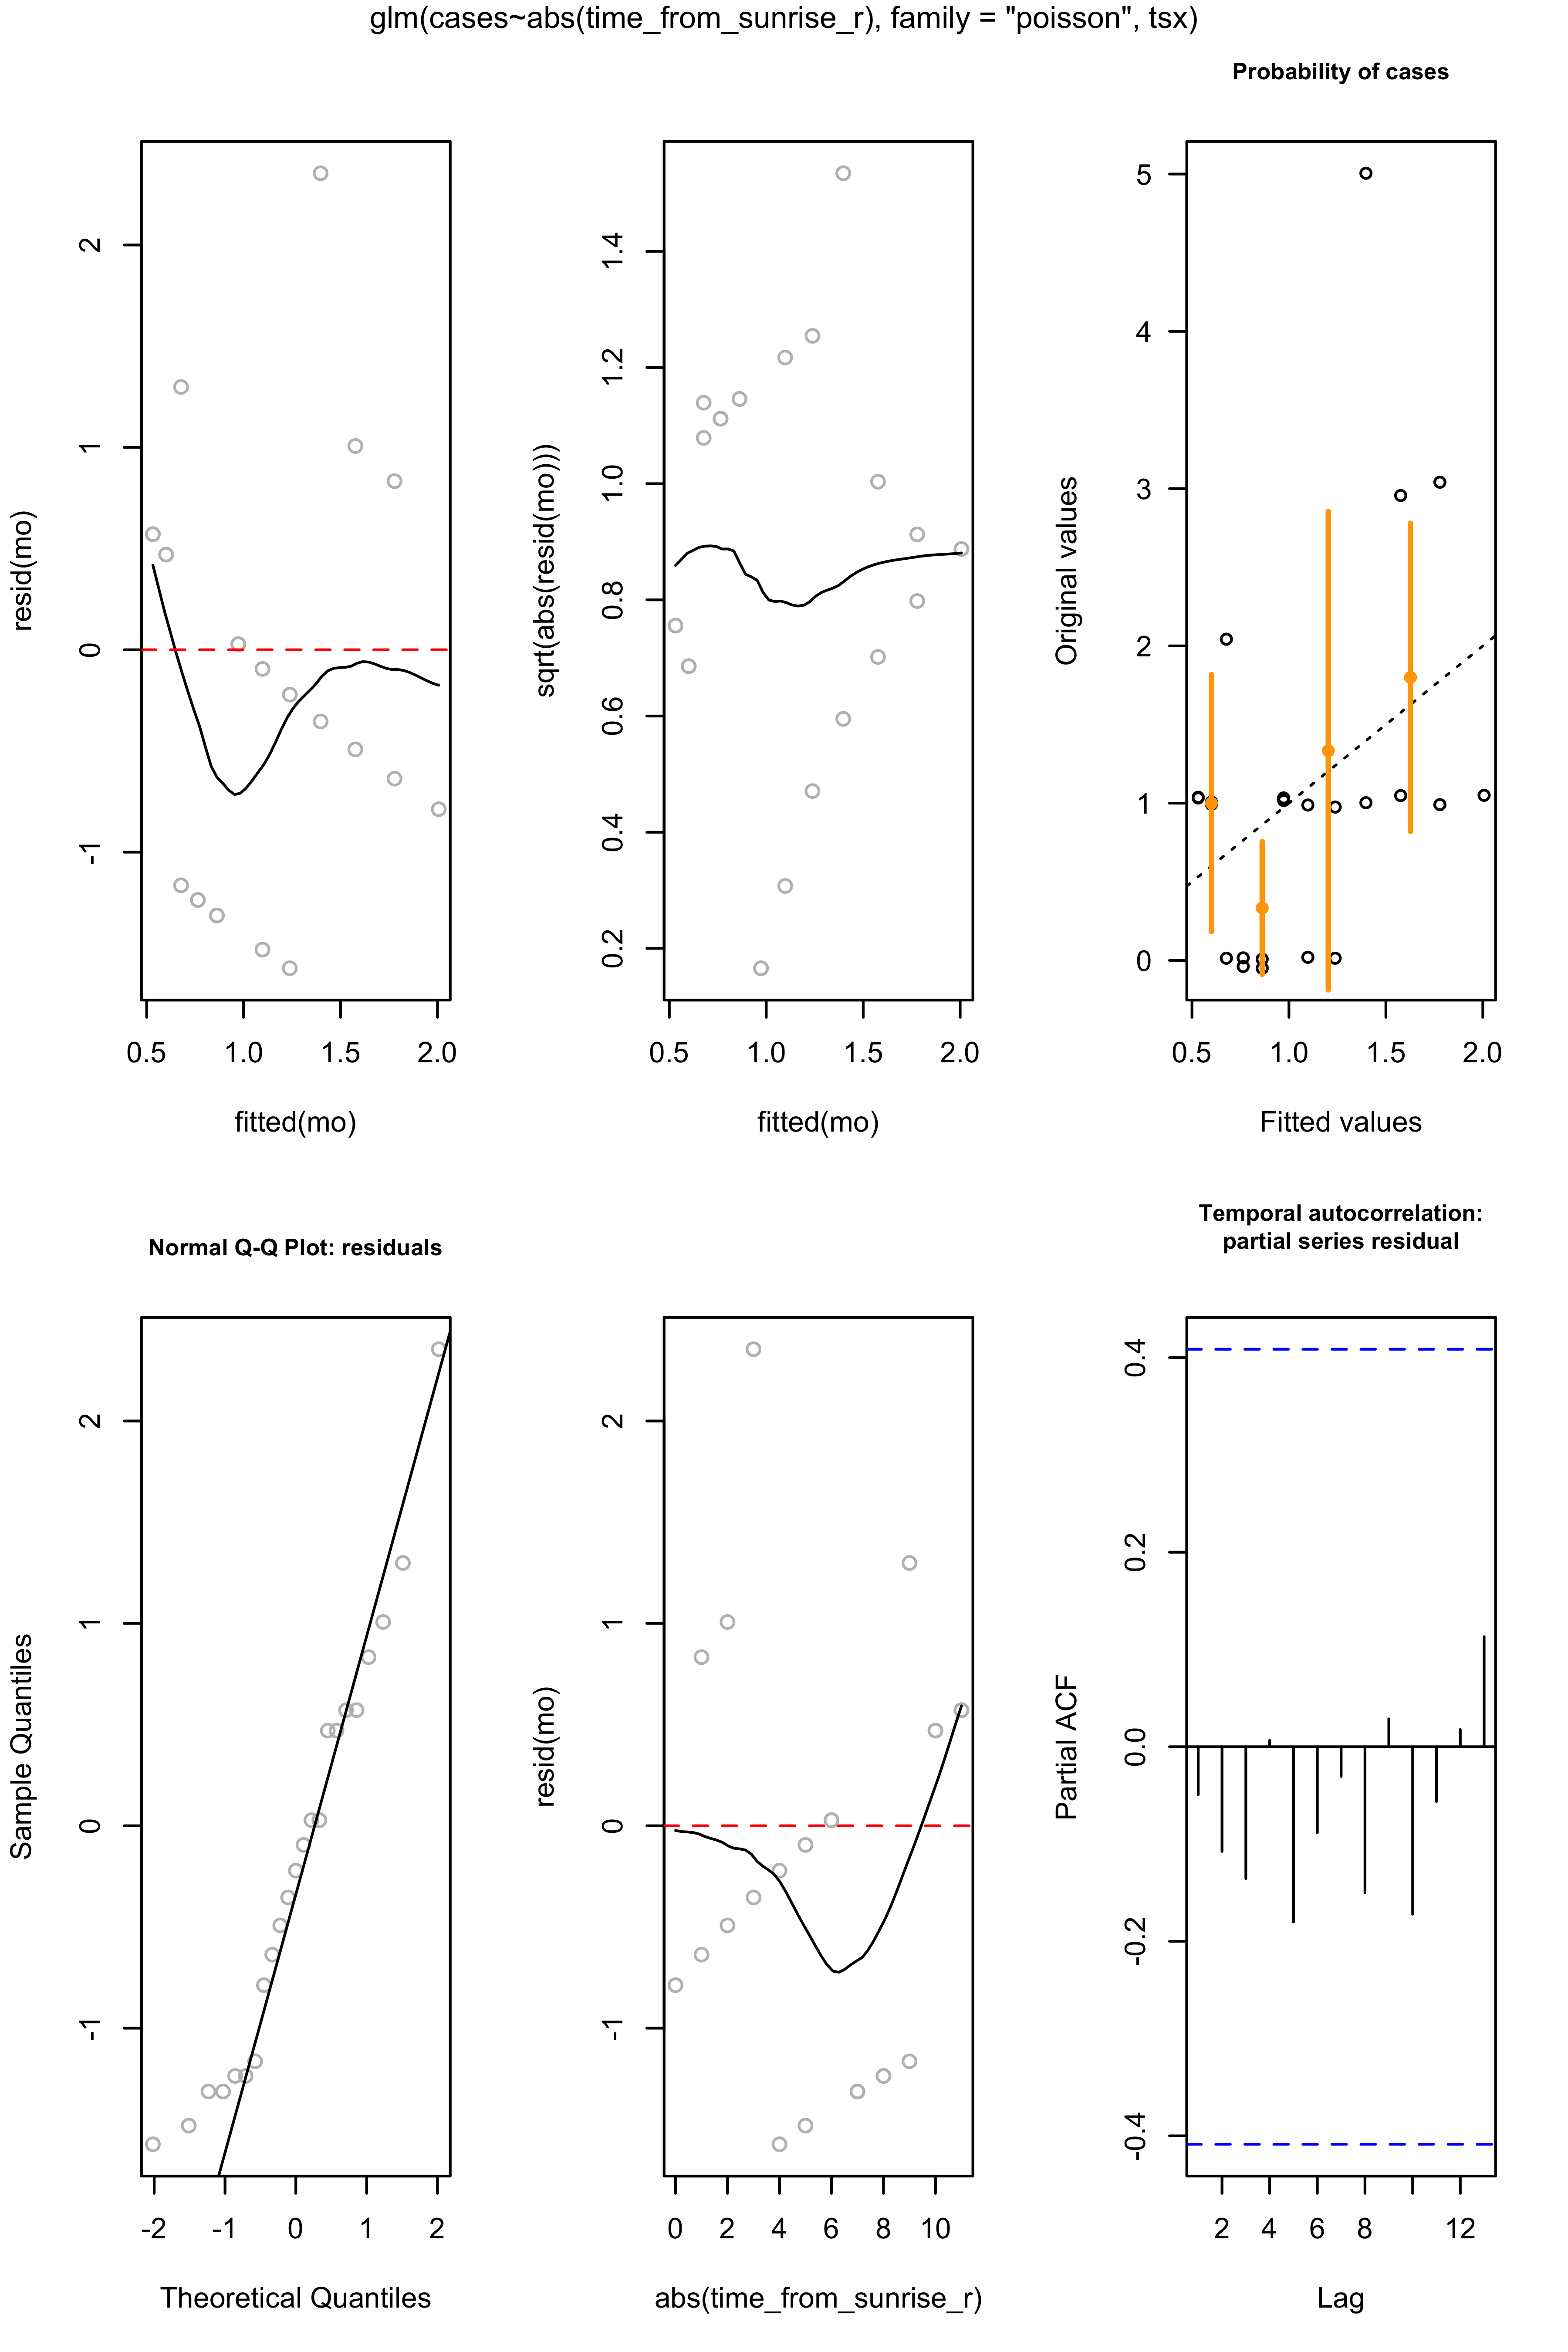 glm(cases~abs(time_from_sunrise_r), family = "poisson", tsx)
resid(mo)
2
1
0
-1
0.5 1.0 1.5 2.0
fitted(mo)
sqrt(abs(resid(mo)))
1.4
1.2
1.0
0.8
0.6
0.4
0.2
0.5 1.0 1.5 2.0
fitted(mo)
Probability of cases
Original values
5
4
3
2
1
0
0.5 1.0 1.5 2.0
Fitted values
Normal Q-Q Plot: residuals
Sample Quantiles
2
1
0
-1
-2 -1 0 1 2
Theoretical Quantiles
resid(mo)
2
1
0
-1
0 2 4 6 8 10
abs(time_from_sunrise_r)
Temporal autocorrelation:
partial series residual
Partial ACF
0.4
0.2
0.0
-0.2
-0.4
2 4 6 8 12
Lag